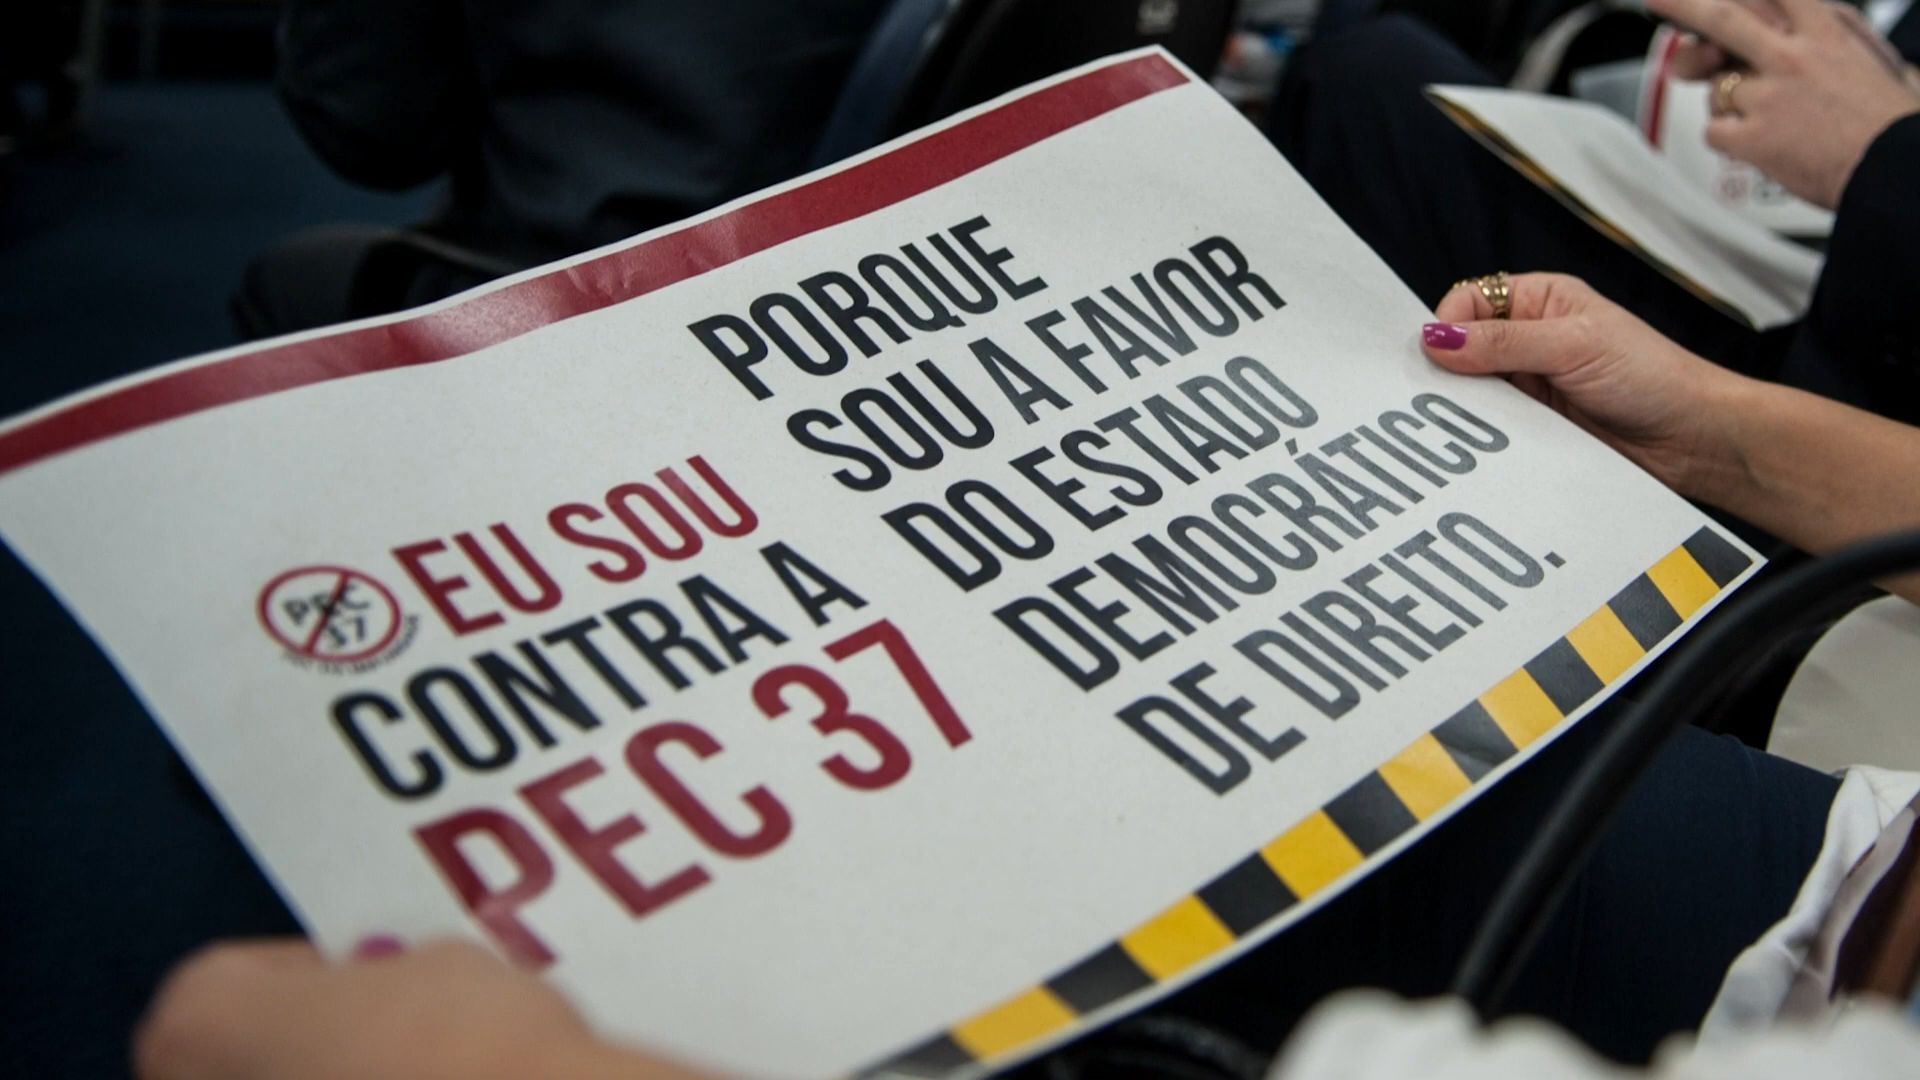 EU SOU
CONTRA A
PEC 37
PORQUE
SOU A FAVOR
DO ESTADO
DEMOCRÁTICO
DE DIREITO.
PEC
37